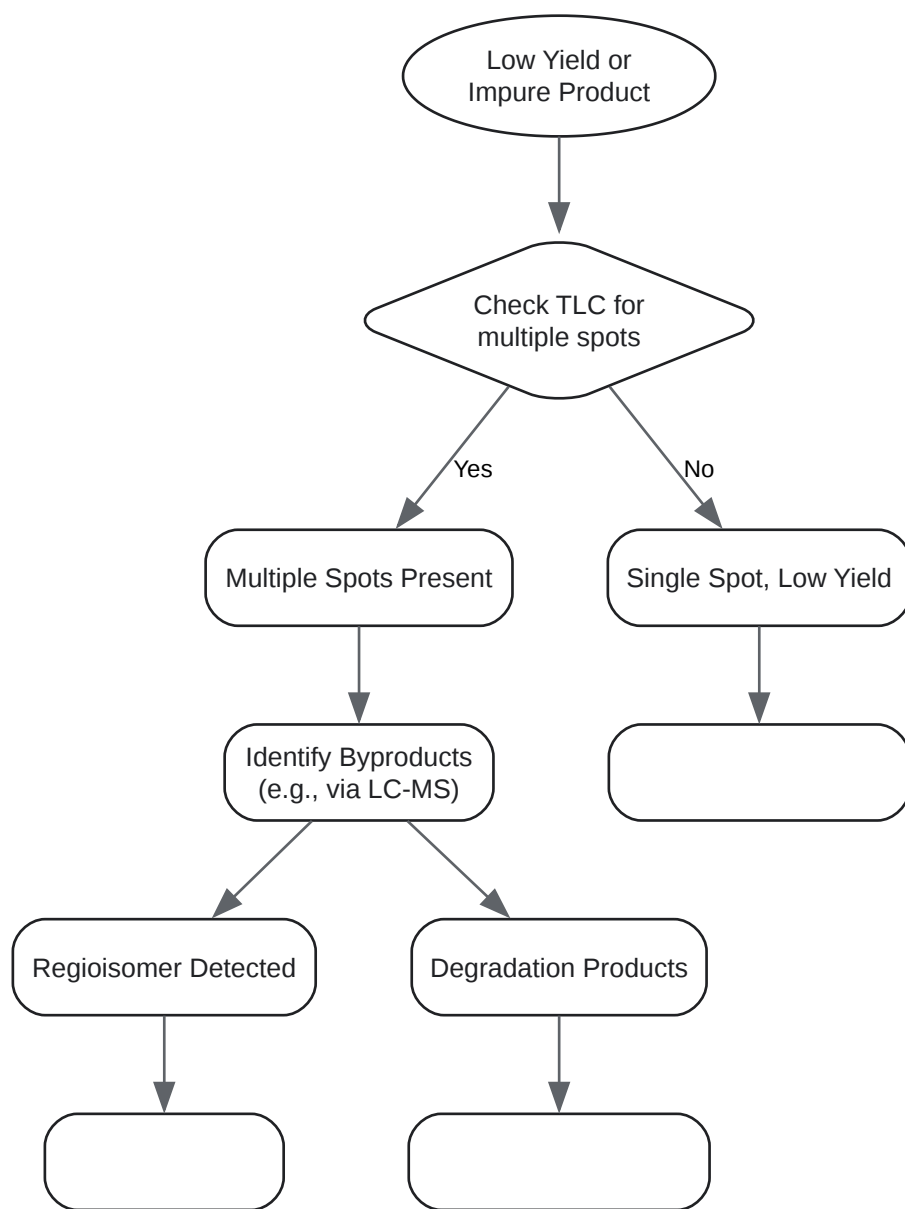 Low Yield or
Impure Product
Check TLC for
multiple spots
Yes
No
Multiple Spots Present
Single Spot, Low Yield
Identify Byproducts
(e.g., via LC-MS)
Regioisomer Detected
Degradation Products